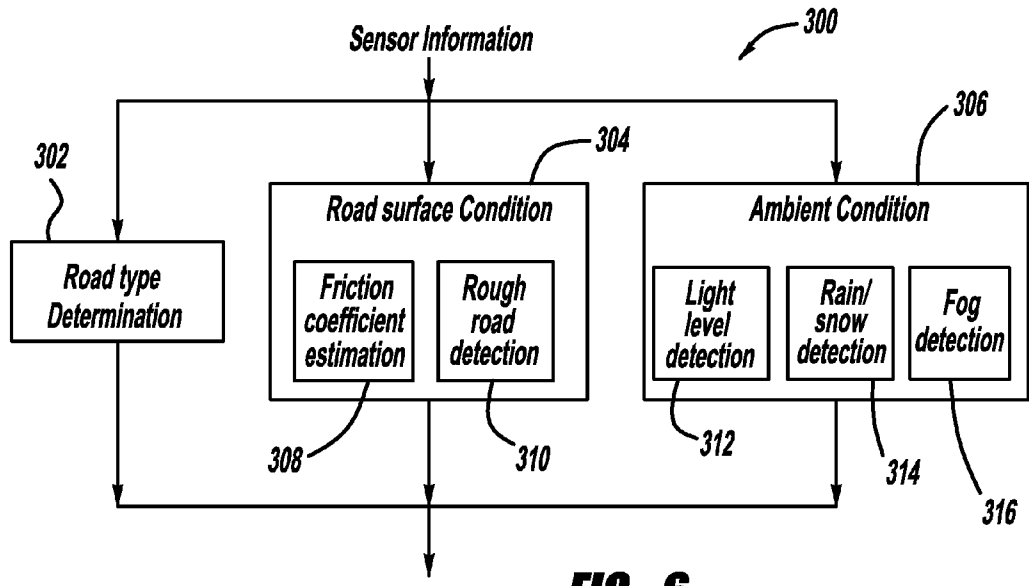 Sensor Information
300
302
304
306
Road type
Determination
Road surface Condition
Friction
coefficient
estimation
Rough
road
detection
Ambient Condition
Light
level
detection
Rain/
snow
detection
Fog
detection
308
310
312
314
316